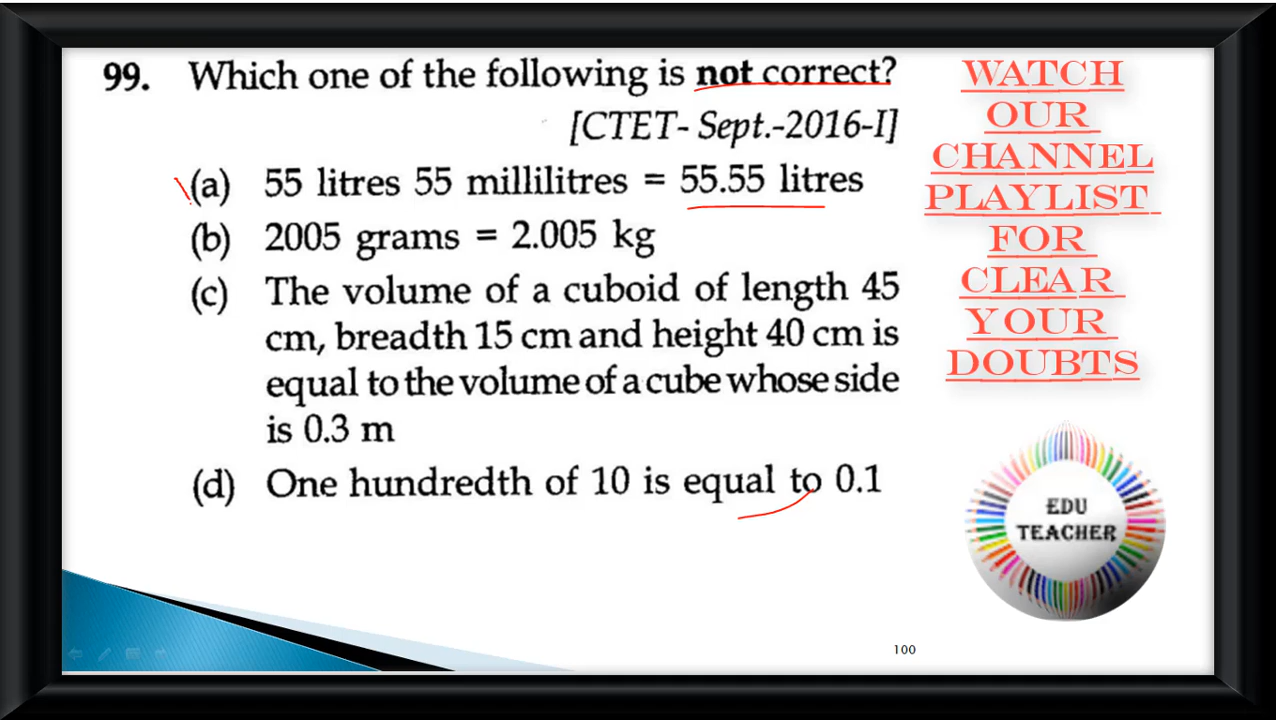 99. Which one of the following is not correct?
[CTET- Sept.-2016-I]
(a) 55 litres 55 millilitres = 55.55 litres
(b) 2005 grams = 2.005 kg
(c) The volume of a cuboid of length 45
cm, breadth 15 cm and height 40 cm is
equal to the volume of a cube whose side
is 0.3 m
(d) One hundredth of 10 is equal to 0.1
WATCH
OUR
CHANNEL
PLAYLIST
FOR
CLEAR
YOUR
DOUBTS
EDU
TEACHER
100